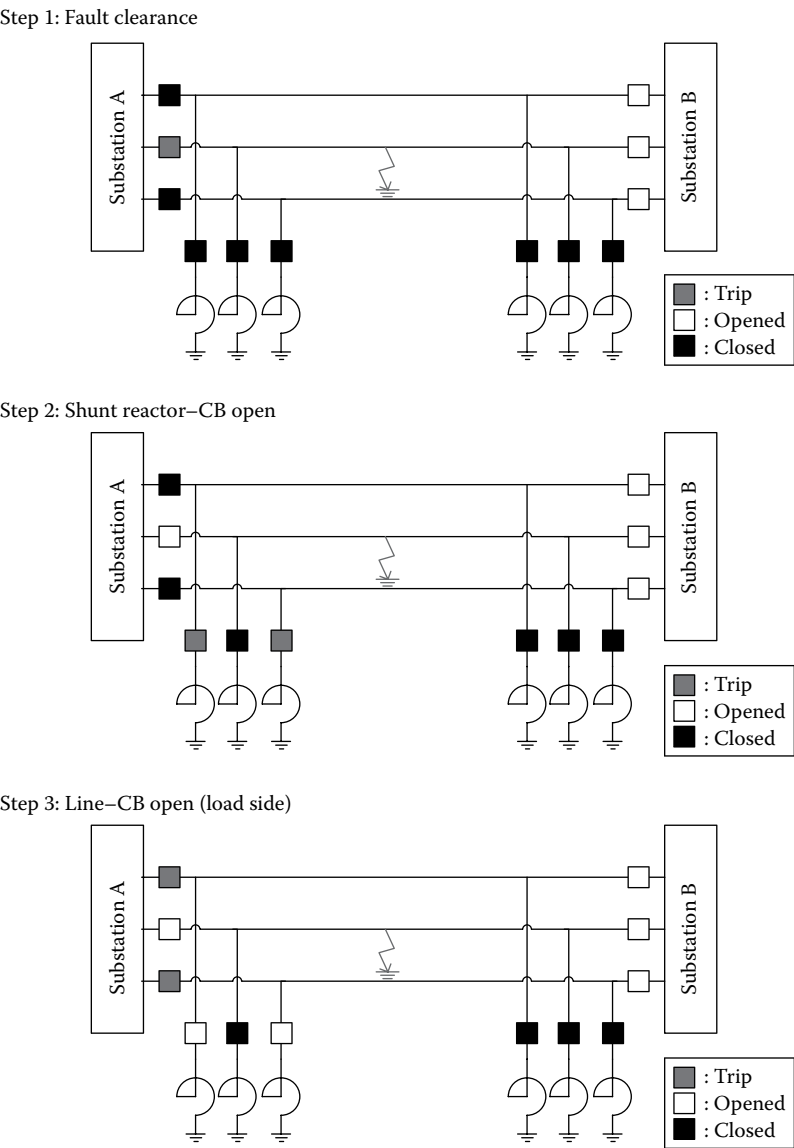 Step 1: Fault clearance
Substation A
Substation B
: Trip
: Opened
: Closed
Step 2: Shunt reactor–CB open
Substation A
Substation B
: Trip
: Opened
: Closed
Step 3: Line–CB open (load side)
Substation A
Substation B
: Trip
: Opened
: Closed